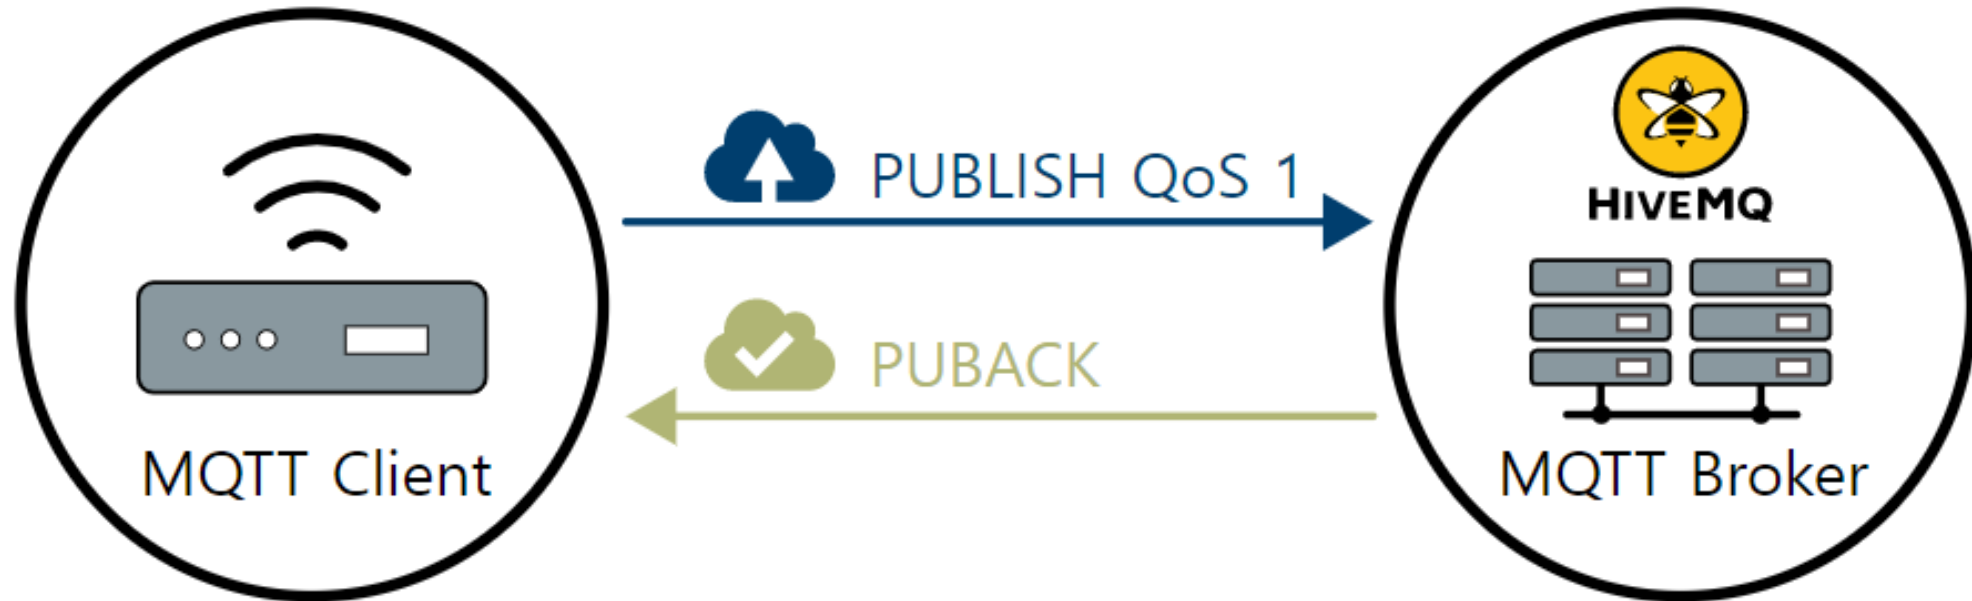 PUBLISH QoS 1
HIVEMQ
PUBACK
MQTT Client
MQTT Broker